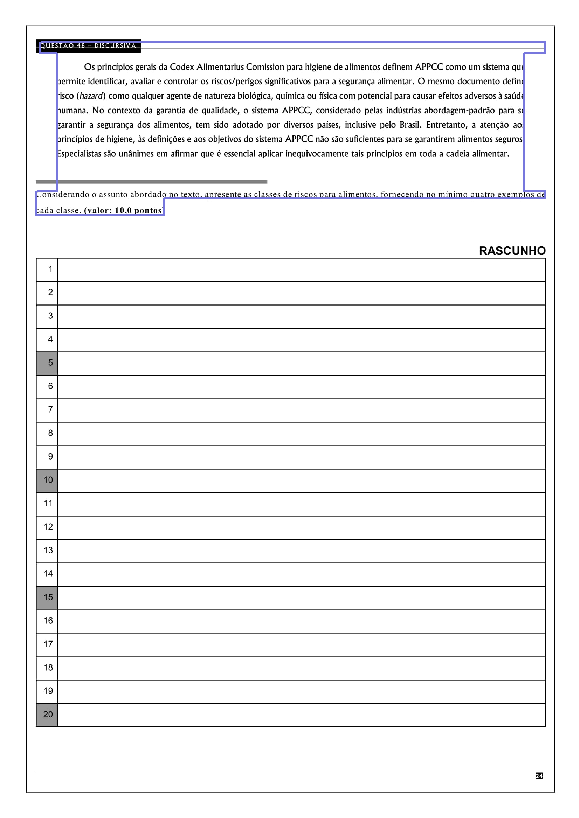 QUESTÃO 48 – DISCURSIVA
Os princípios gerais da Codex Alimentarius Comission para higiene de alimentos definem APPCC como um sistema que
permite identificar, avaliar e controlar os riscos/perigos significativos para a segurança alimentar. O mesmo documento define
risco (hazard) como qualquer agente de natureza biológica, química ou física com potencial para causar efeitos adversos à saúde
humana. No contexto da garantia de qualidade, o sistema APPCC, considerado pelas indústrias abordagem-padrão para se
garantir a segurança dos alimentos, tem sido adotado por diversos países, inclusive pelo Brasil. Entretanto, a atenção aos
princípios de higiene, às definições e aos objetivos do sistema APPCC não são suficientes para se garantirem alimentos seguros.
Especialistas são unânimes em afirmar que é essencial aplicar inequivocamente tais princípios em toda a cadeia alimentar.
Considerando o assunto abordado no texto, apresente as classes de riscos para alimentos, fornecendo no mínimo quatro exemplos de
cada classe. (valor: 10,0 pontos)
RASCUNHO
1
2
3
4
5
6
7
8
9
10
11
12
13
14
15
16
17
18
19
20